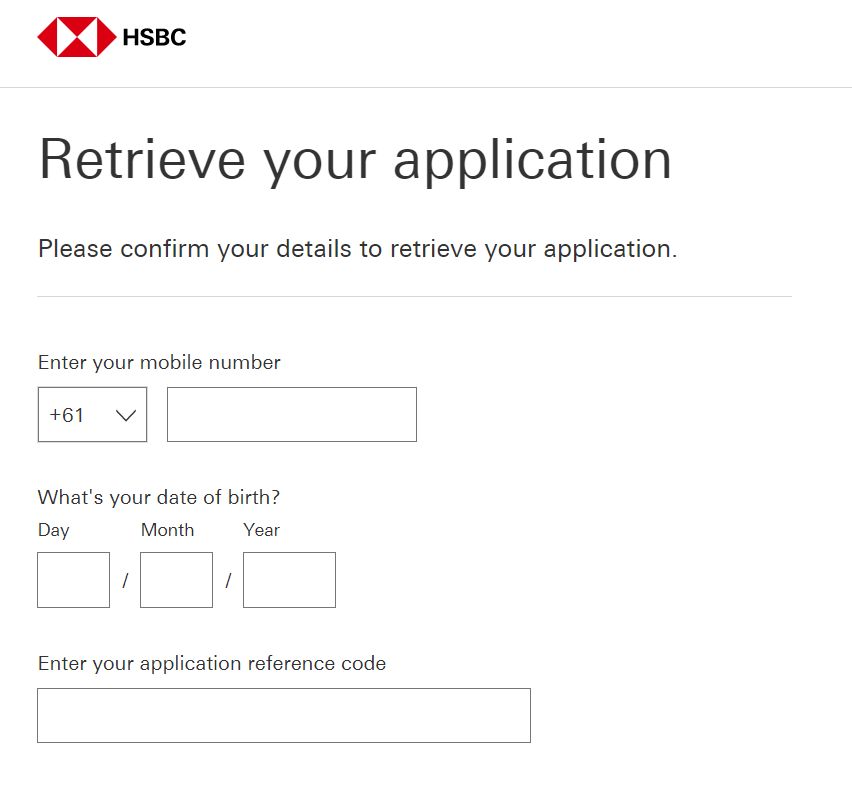 HSBC
Retrieve your application
Please confirm your details to retrieve your application.
Enter your mobile number
+61
What's your date of birth?
Day Month Year
/ /
Enter your application reference code